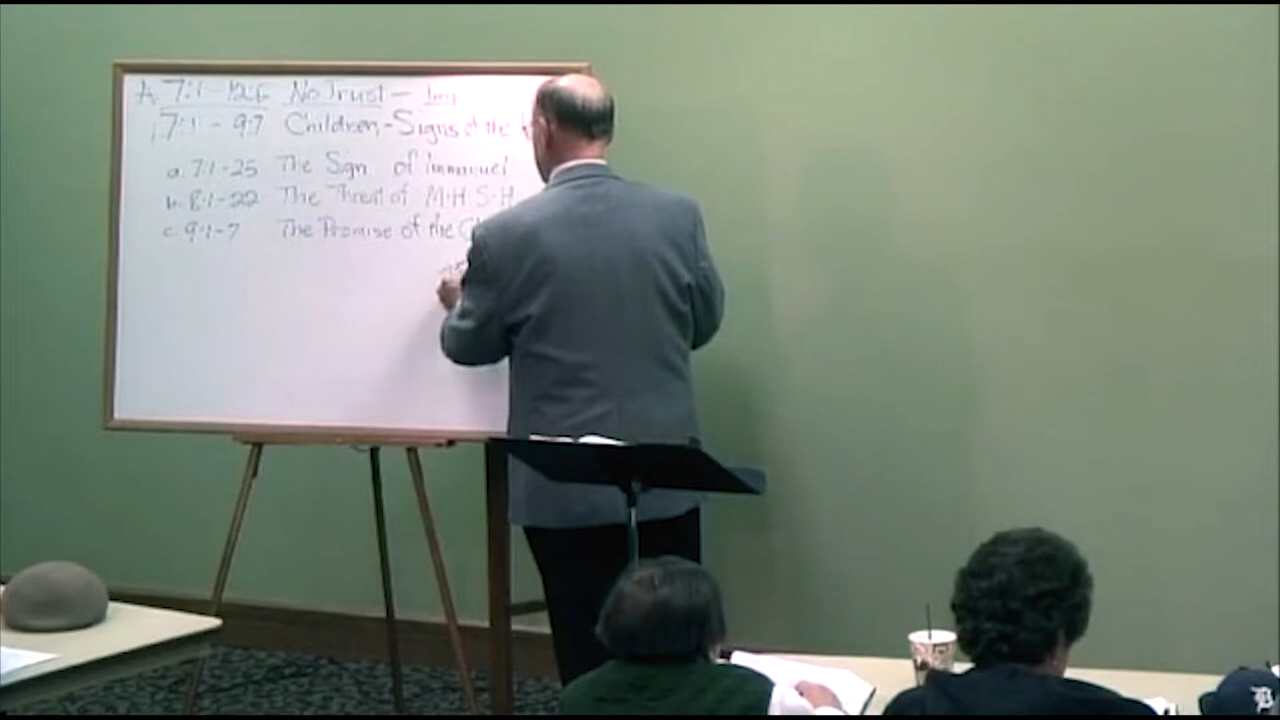 A. 7:1 - 12:6 No Trust -
1. 7:1 - 9:7 Children - Signs of the
a. 7:1-25 The Sign of Immanuel
b. 8:1-22 The Threat of M-H-S-H
c. 9:1-7 The Promise of the